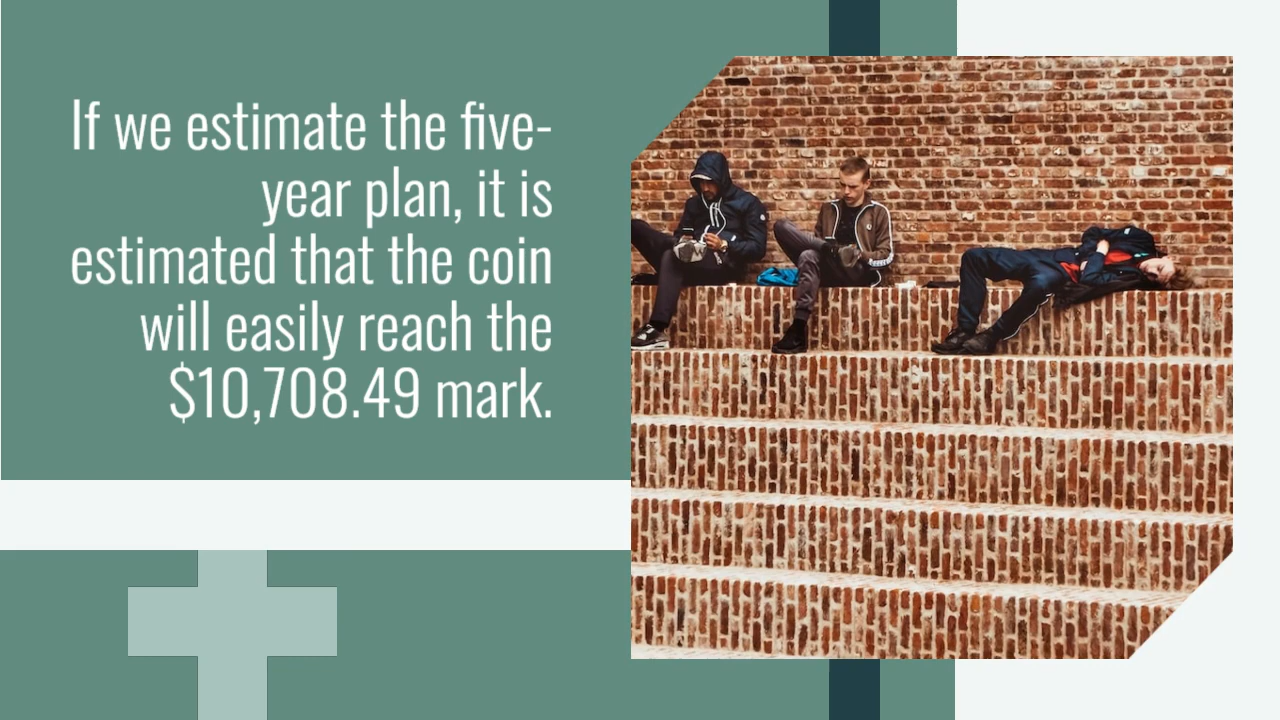 If we estimate the five-
year plan, it is
estimated that the coin
will easily reach the
$10,708.49 mark.